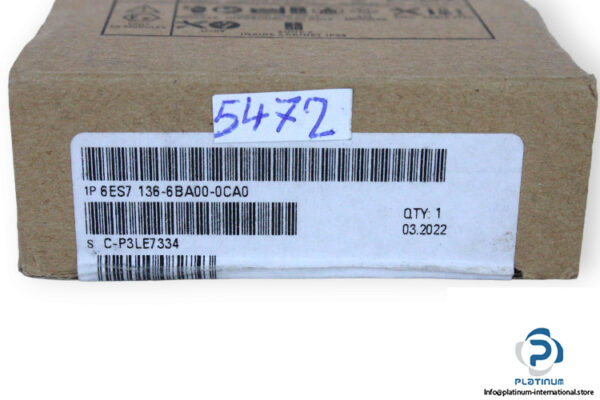 5472
1P 6ES7 136-6BA00-0CA0
QTY: 1
03.2022
S C-P3LE7334
PLATINUM
Info@platinum-international.store